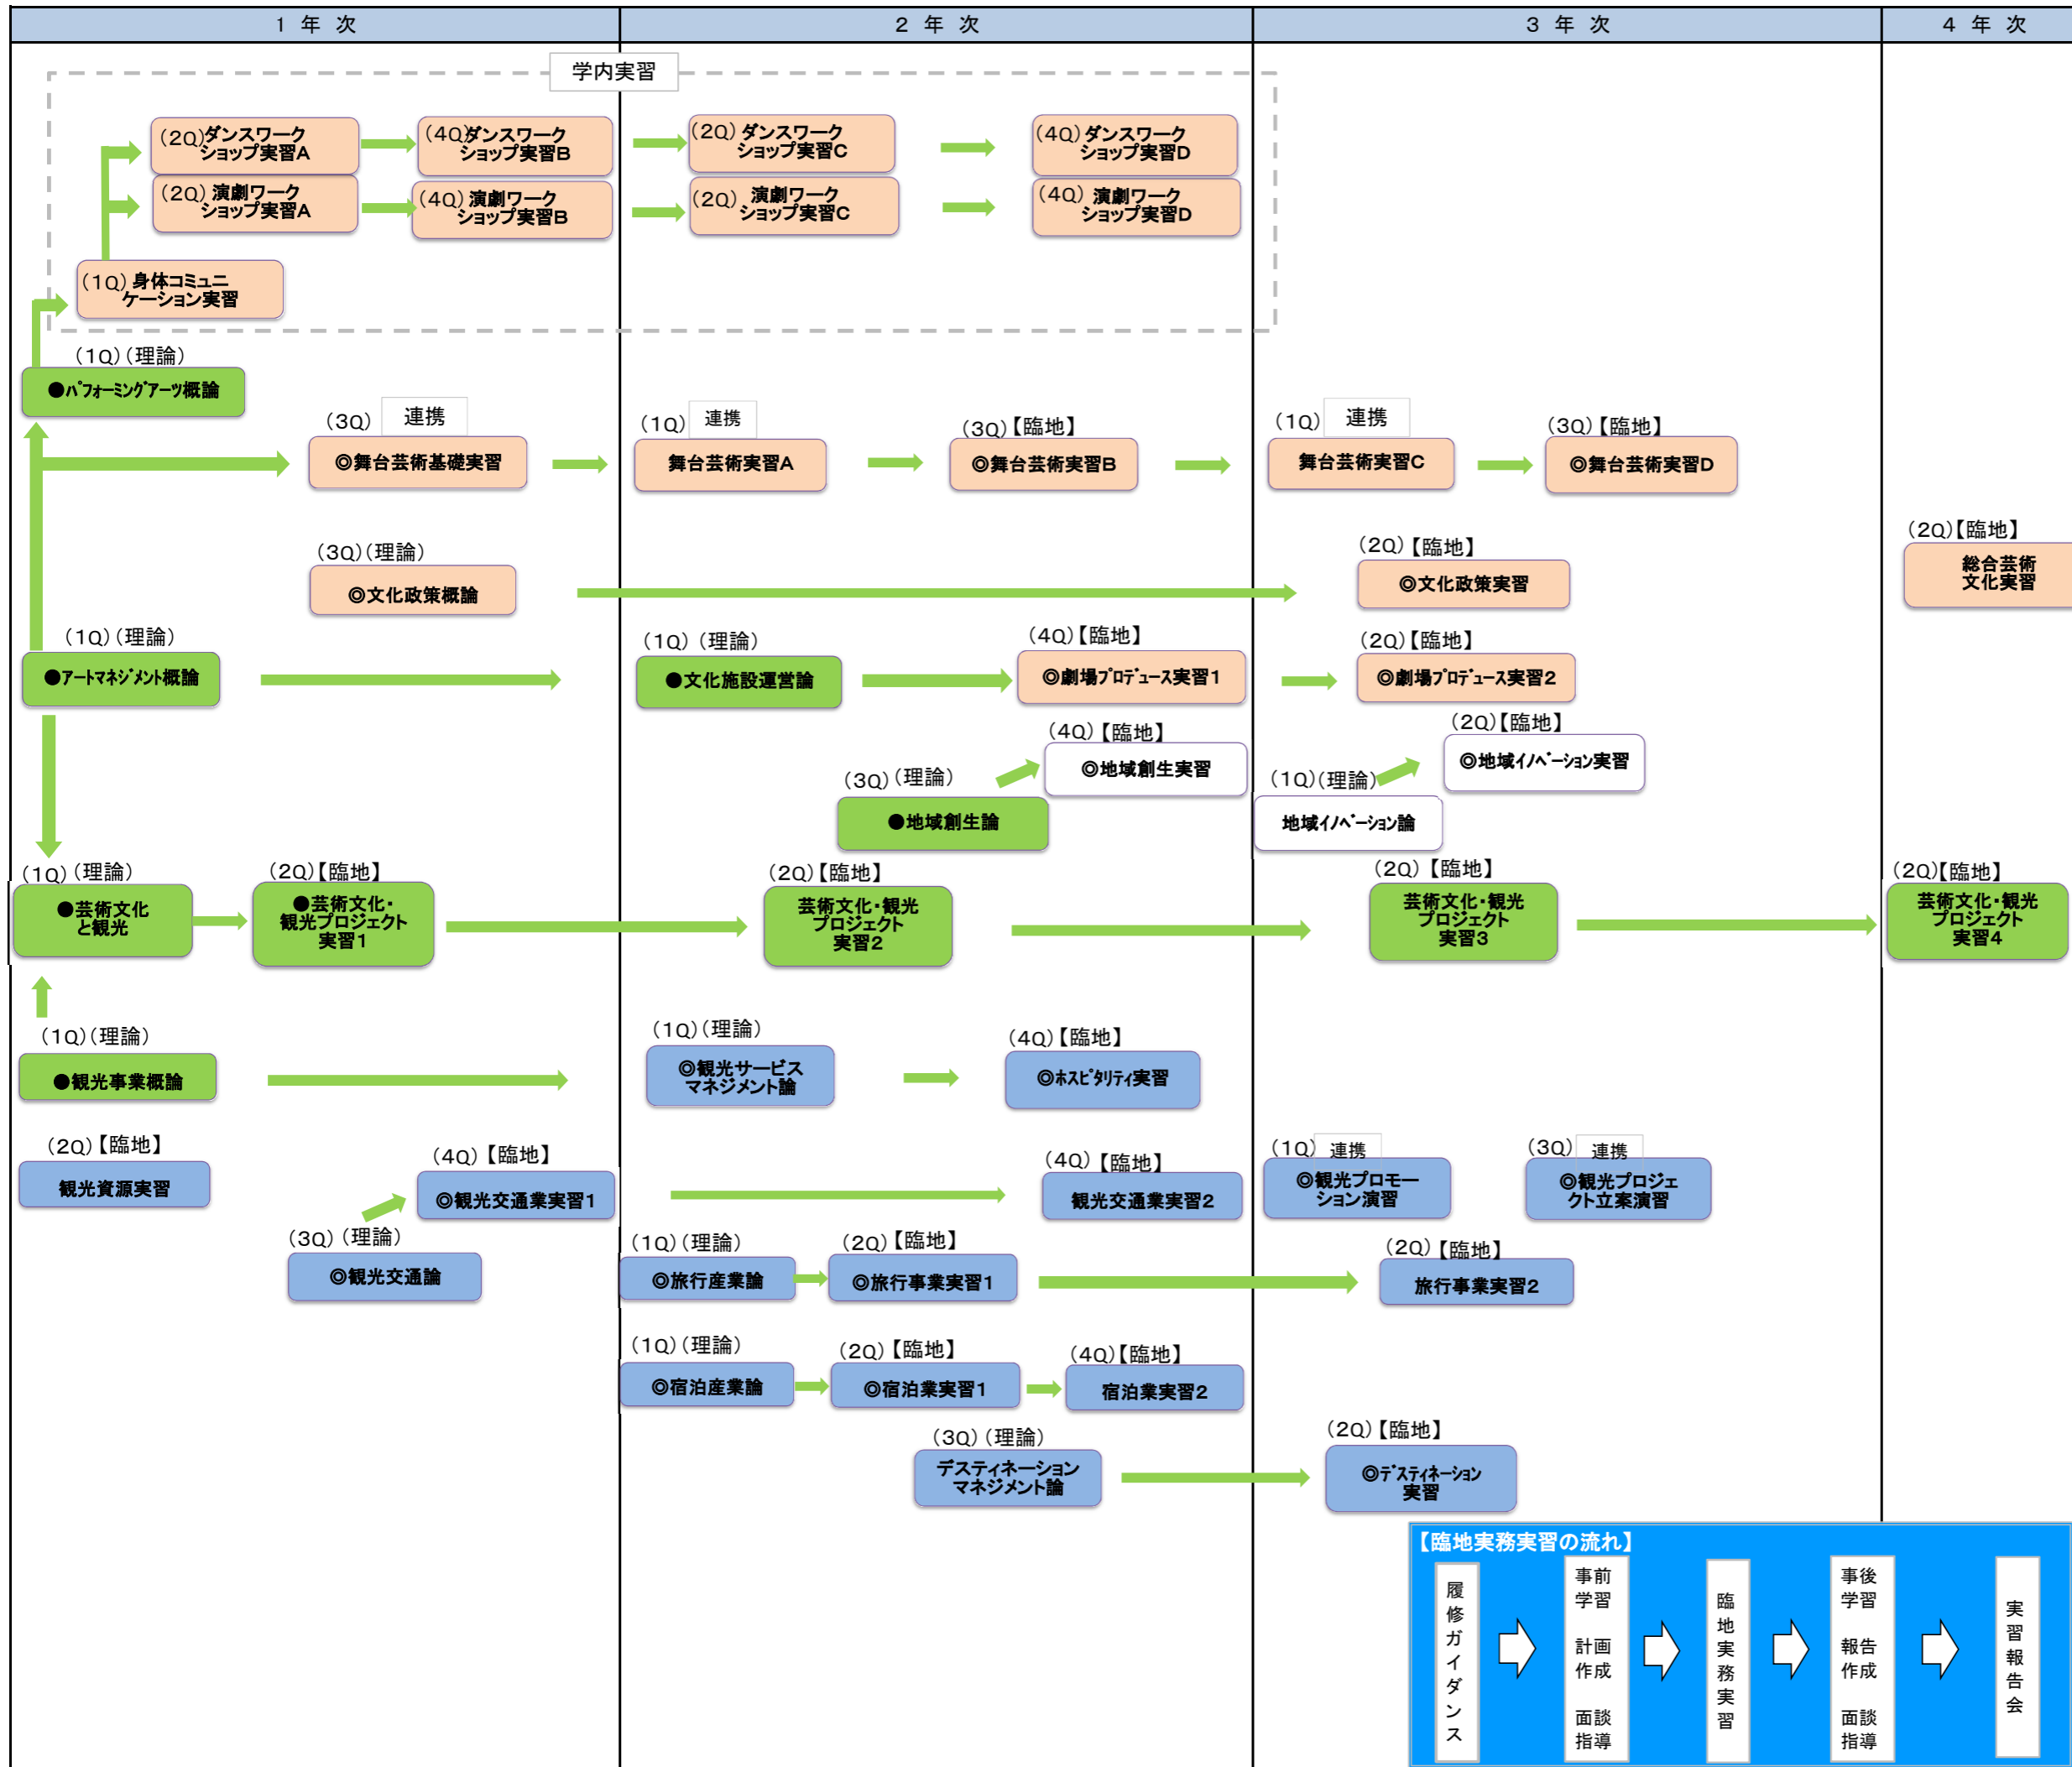 1 年 次
2 年 次
3 年 次
4 年 次
学内実習
(2Q)ダンスワーク
ショップ実習A
(4Q)ダンスワーク
ショップ実習B
(2Q)ダンスワーク
ショップ実習C
(4Q)ダンスワーク
ショップ実習D
(2Q)演劇ワーク
ショップ実習A
(4Q)演劇ワーク
ショップ実習B
(2Q)演劇ワーク
ショップ実習C
(4Q)演劇ワーク
ショップ実習D
(1Q)身体コミュニ
ケーション実習
(1Q)(理論)
●パフォーミングアーツ概論
(3Q) 連携
◎舞台芸術基礎実習
(1Q) 連携
舞台芸術実習A
(3Q)【臨地】
◎舞台芸術実習B
(1Q) 連携
舞台芸術実習C
(3Q)【臨地】
◎舞台芸術実習D
(3Q)(理論)
◎文化政策概論
(2Q)【臨地】
◎文化政策実習
(2Q)【臨地】
総合芸術
文化実習
(1Q)(理論)
●アートマネジメント概論
(1Q)(理論)
●文化施設運営論
(4Q)【臨地】
◎劇場プロデュース実習1
(2Q)【臨地】
◎劇場プロデュース実習2
(4Q)【臨地】
◎地域創生実習
(2Q)【臨地】
◎地域イノベーション実習
(3Q)(理論)
●地域創生論
(1Q)(理論)
地域イノベーション論
(1Q)(理論)
●芸術文化
と観光
(2Q)【臨地】
●芸術文化・
観光プロジェクト
実習1
(2Q)【臨地】
芸術文化・観光
プロジェクト
実習2
(2Q)【臨地】
芸術文化・観光
プロジェクト
実習3
(2Q)【臨地】
芸術文化・観光
プロジェクト
実習4
(1Q)(理論)
●観光事業概論
(1Q)(理論)
◎観光サービス
マネジメント論
(4Q)【臨地】
◎ホスピタリティ実習
(2Q)【臨地】
観光資源実習
(4Q)【臨地】
◎観光交通業実習1
(4Q)【臨地】
観光交通業実習2
(1Q) 連携
◎観光プロモー
ション演習
(3Q) 連携
◎観光プロジェ
クト立案演習
(3Q)(理論)
◎観光交通論
(1Q)(理論)
◎旅行産業論
(2Q)【臨地】
◎旅行事業実習1
(2Q)【臨地】
旅行事業実習2
(1Q)(理論)
◎宿泊産業論
(2Q)【臨地】
◎宿泊業実習1
(4Q)【臨地】
宿泊業実習2
(3Q)(理論)
デスティネーション
マネジメント論
(2Q)【臨地】
◎デスティネーション
実習
【臨地実務実習の流れ】
履修ガイダンス
事前
学習
計画
作成
面談
指導
臨地実務実習
事後
学習
報告
作成
面談
指導
実習報告会